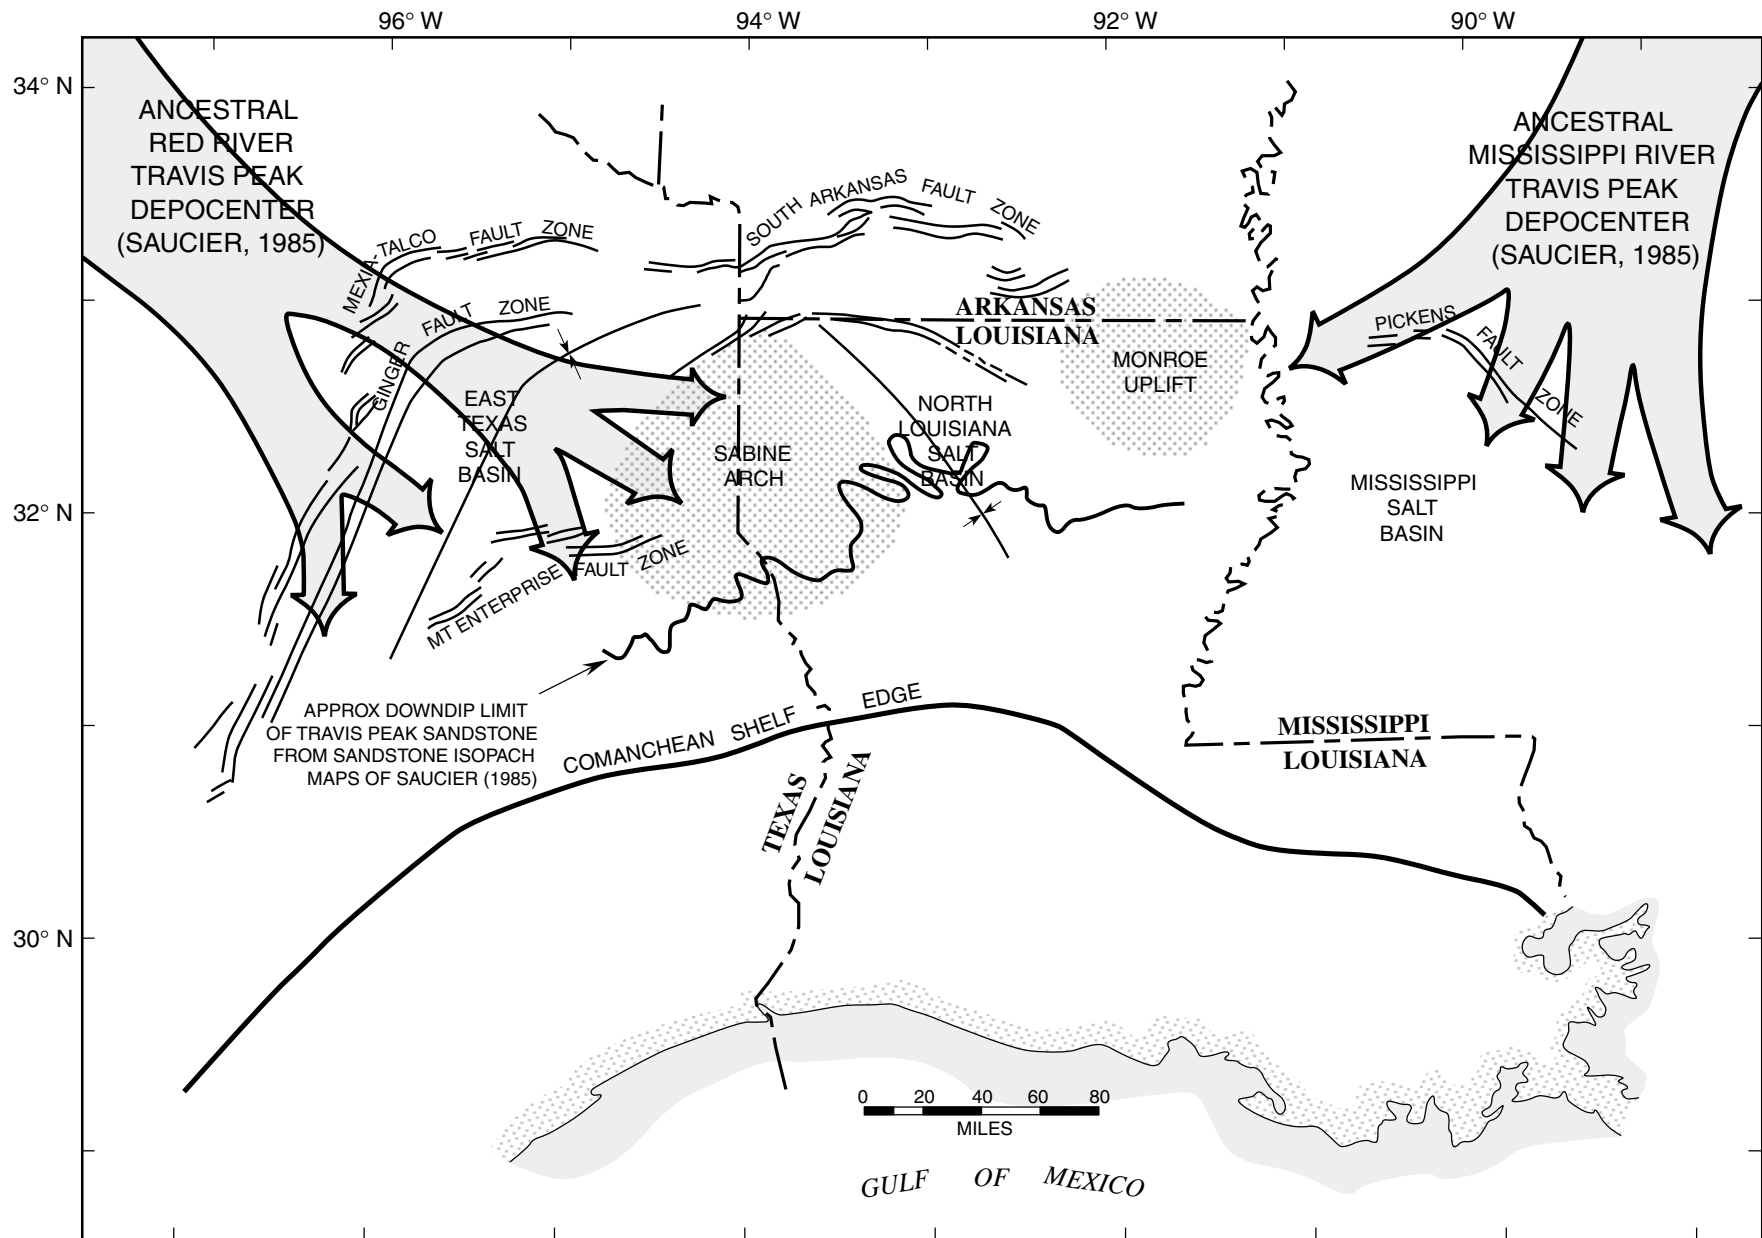 96° W
94° W
92° W
90° W
34° N
32° N
30° N
ANCESTRAL
RED RIVER
TRAVIS PEAK
DEPOCENTER
(SAUCIER, 1985)
ANCESTRAL
MISSISSIPPI RIVER
TRAVIS PEAK
DEPOCENTER
(SAUCIER, 1985)
MEXIA-TALCO FAULT ZONE
SOUTH ARKANSAS FAULT ZONE
GINGER FAULT ZONE
ARKANSAS
LOUISIANA
MONROE
UPLIFT
PICKENS FAULT ZONE
EAST
TEXAS
SALT
BASIN
SABINE
ARCH
NORTH
LOUISIANA
SALT
BASIN
MISSISSIPPI
SALT
BASIN
MT ENTERPRISE FAULT ZONE
APPROX DOWNDIP LIMIT
OF TRAVIS PEAK SANDSTONE
FROM SANDSTONE ISOPACH
MAPS OF SAUCIER (1985)
COMANCHEAN SHELF EDGE
MISSISSIPPI
LOUISIANA
TEXAS
LOUISIANA
0 20 40 60 80
MILES
GULF OF MEXICO